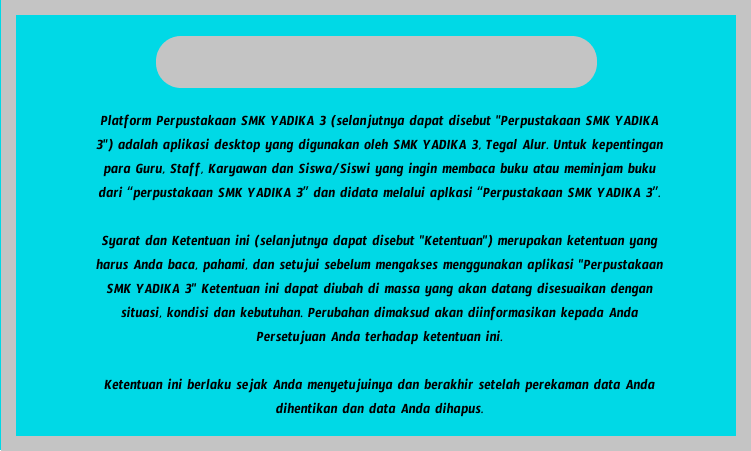 Platform Perpustakaan SMK YADIKA 3 (selanjutnya dapat disebut "Perpustakaan SMK YADIKA
3") adalah aplikasi desktop yang digunakan oleh SMK YADIKA 3, Tegal Alur. Untuk kepentingan
para Guru, Staff, Karyawan dan Siswa/Siswi yang ingin membaca buku atau meminjam buku
dari “perpustakaan SMK YADIKA 3” dan didata melalui aplkasi “Perpustakaan SMK YADIKA 3”.
Syarat dan Ketentuan ini (selanjutnya dapat disebut "Ketentuan") merupakan ketentuan yang
harus Anda baca, pahami, dan setujui sebelum mengakses menggunakan aplikasi "Perpustakaan
SMK YADIKA 3" Ketentuan ini dapat diubah di massa yang akan datang disesuaikan dengan
situasi, kondisi dan kebutuhan. Perubahan dimaksud akan diinformasikan kepada Anda
Persetujuan Anda terhadap ketentuan ini.
Ketentuan ini berlaku sejak Anda menyetujuinya dan berakhir setelah perekaman data Anda
dihentikan dan data Anda dihapus.